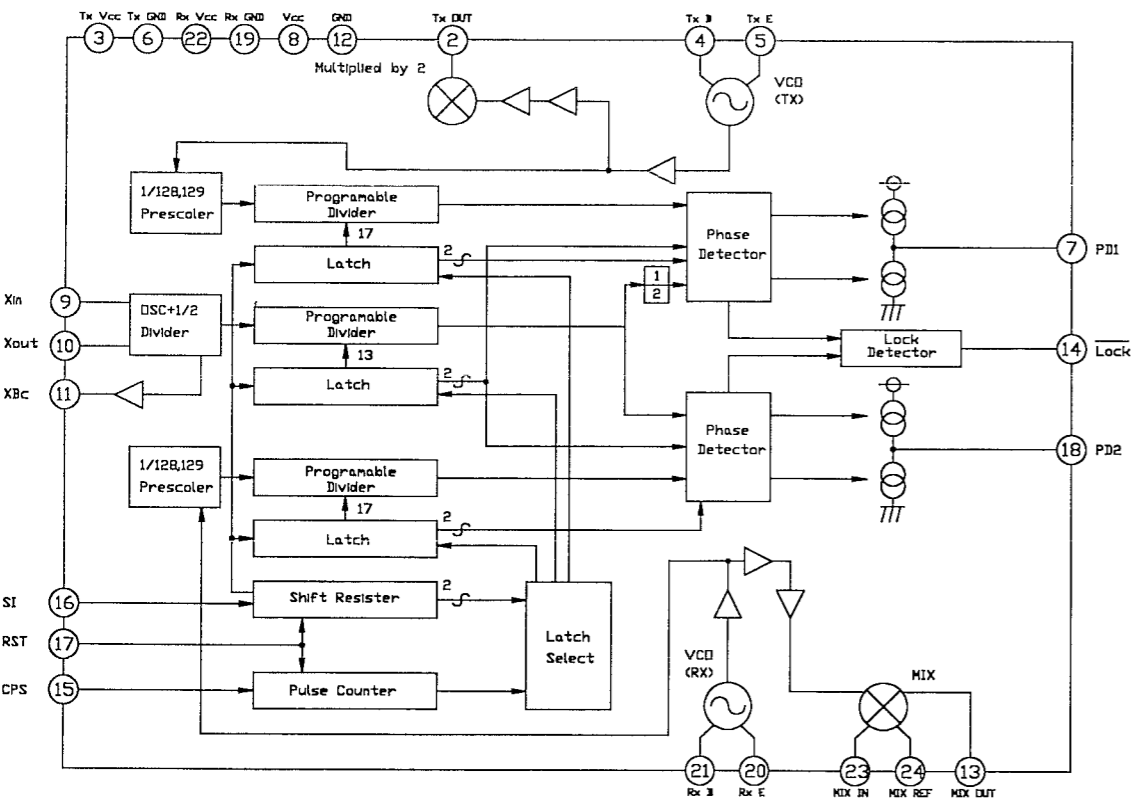 Tx Vcc Tx GND Rx Vcc Rx GND Vcc GND Tx OUT Tx B Tx E
3 6 22 19 8 12 2 4 5
Multiplied by 2
VCO
(TX)
1/128,129
Prescoler
Programable
Divider
17
Latch
2
Phase
Detector
7 PD1
1
2
Xin 9
Xout 10
XBc 11
OSC+1/2
Divider
Programable
Divider
13
Latch
2
Lock
Detector
14 Lock
Phase
Detector
18 PD2
1/128,129
Prescoler
Programable
Divider
17
Latch
2
SI 16
Shift Resister
2
RST 17
Latch
Select
CPS 15
Pulse Counter
VCO
(RX)
MIX
21 20 23 24 13
Rx B Rx E MIX IN MIX REF MIX OUT